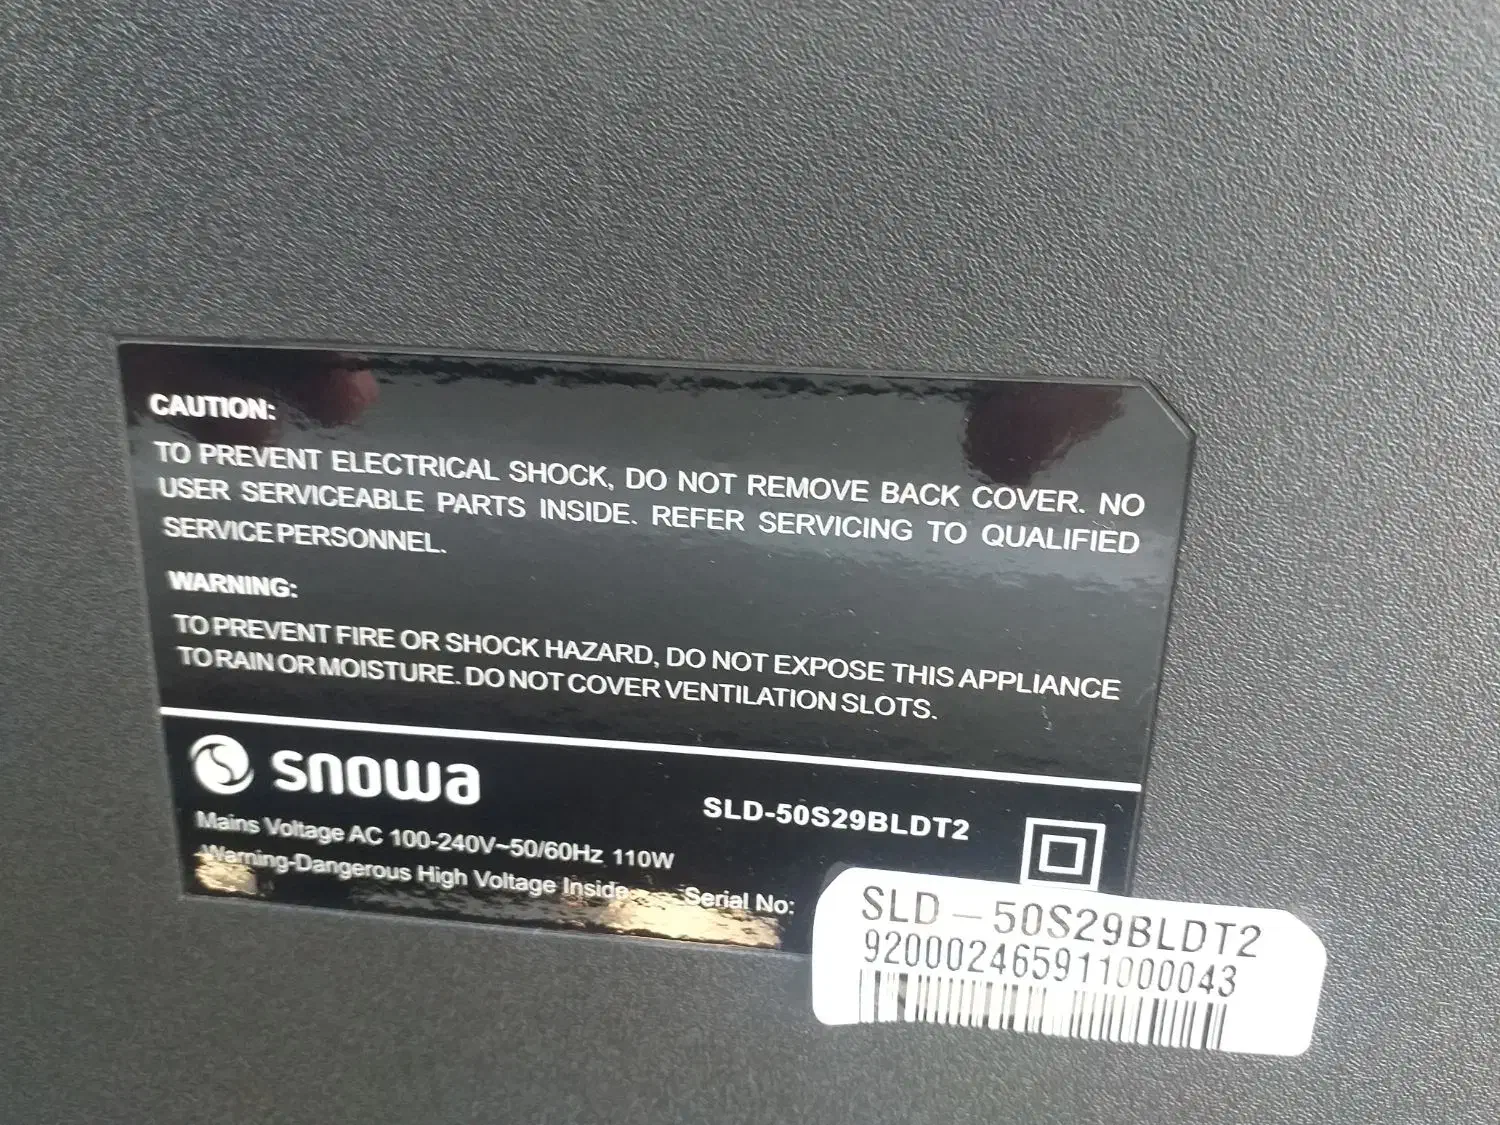 CAUTION:
TO PREVENT ELECTRICAL SHOCK, DO NOT REMOVE BACK COVER. NO
USER SERVICEABLE PARTS INSIDE. REFER SERVICING TO QUALIFIED
SERVICE PERSONNEL.
WARNING:
TO PREVENT FIRE OR SHOCK HAZARD, DO NOT EXPOSE THIS APPLIANCE
TO RAIN OR MOISTURE. DO NOT COVER VENTILATION SLOTS.
snowa
SLD-50S29BLDT2
Mains Voltage AC 100-240V~50/60Hz 110W
Warning-Dangerous High Voltage Inside
Serial No:
SLD-50S29BLDT2
920002465911000043